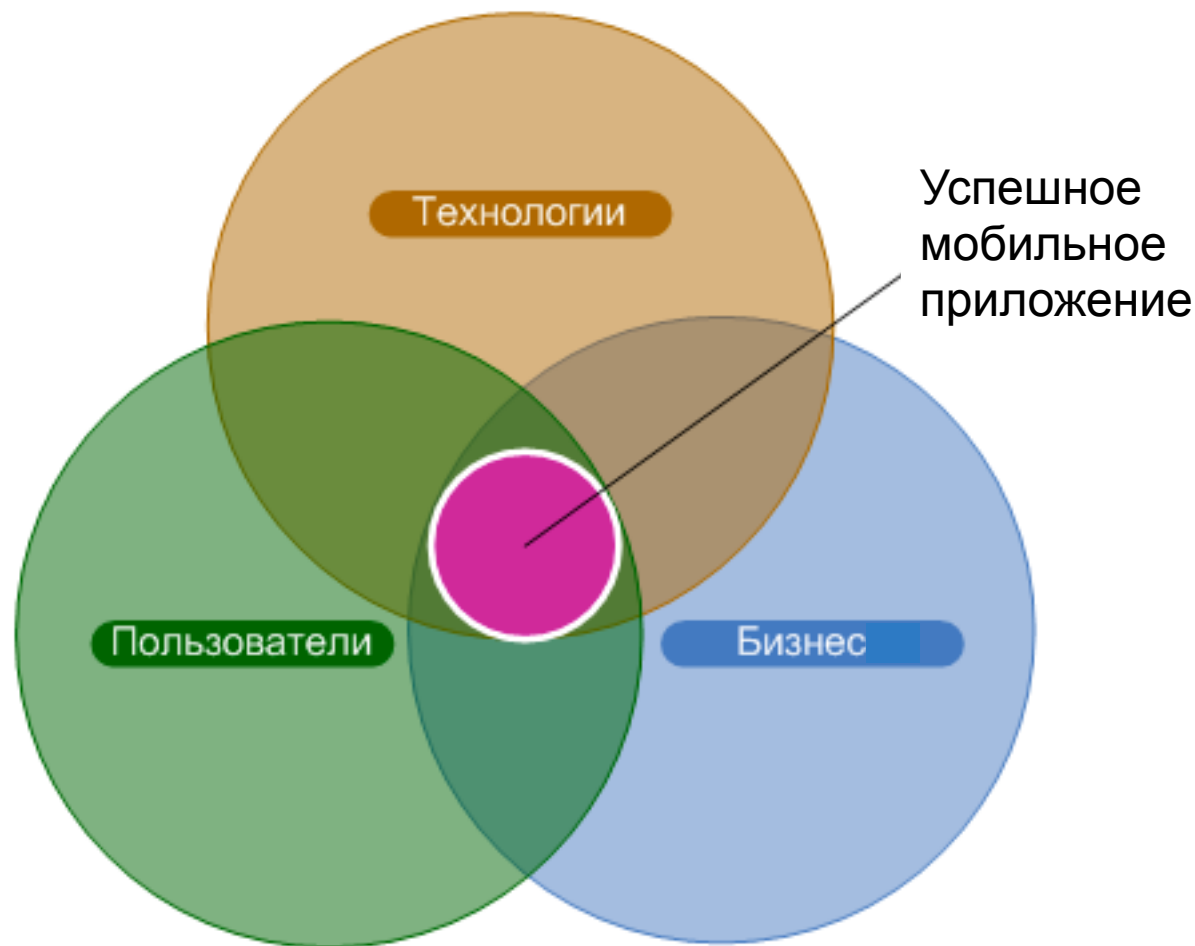 Технологии
Успешное
мобильное
приложение
Пользователи
Бизнес